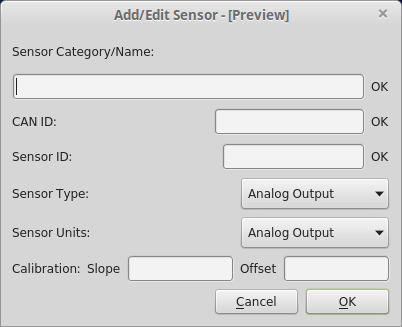 Add/Edit Sensor - [Preview]
Sensor Category/Name:
OK
CAN ID: OK
Sensor ID: OK
Sensor Type: Analog Output
Sensor Units: Analog Output
Calibration: Slope Offset
Cancel OK